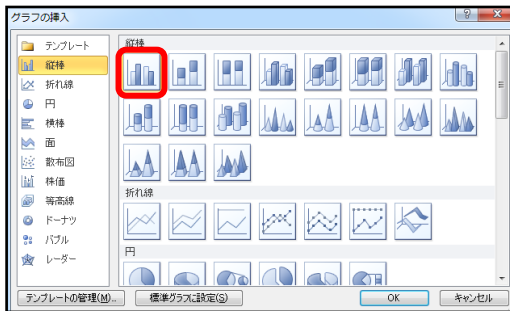 グラフの挿入
テンプレート
縦棒
折れ線
円
横棒
面
散布図
株価
等高線
ドーナツ
バブル
レーダー
縦棒
折れ線
円
テンプレートの管理(M)...
標準グラフに設定(S)
OK
キャンセル